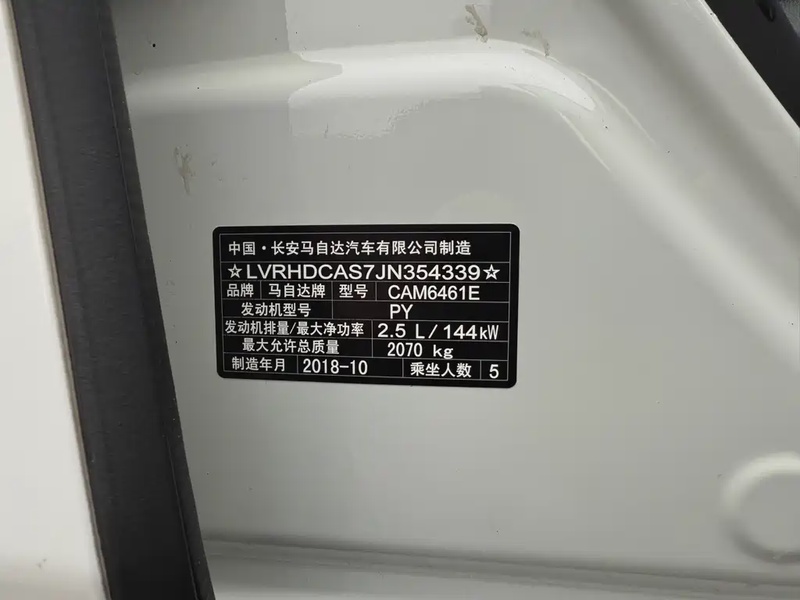 中国·长安马自达汽车有限公司制造
☆LVRHDCAS7JN354339☆
品牌 马自达牌 型号 CAM6461E
发动机型号 PY
发动机排量/最大净功率 2.5 L/144kW
最大允许总质量 2070 kg
制造年月 2018-10 乘坐人数 5